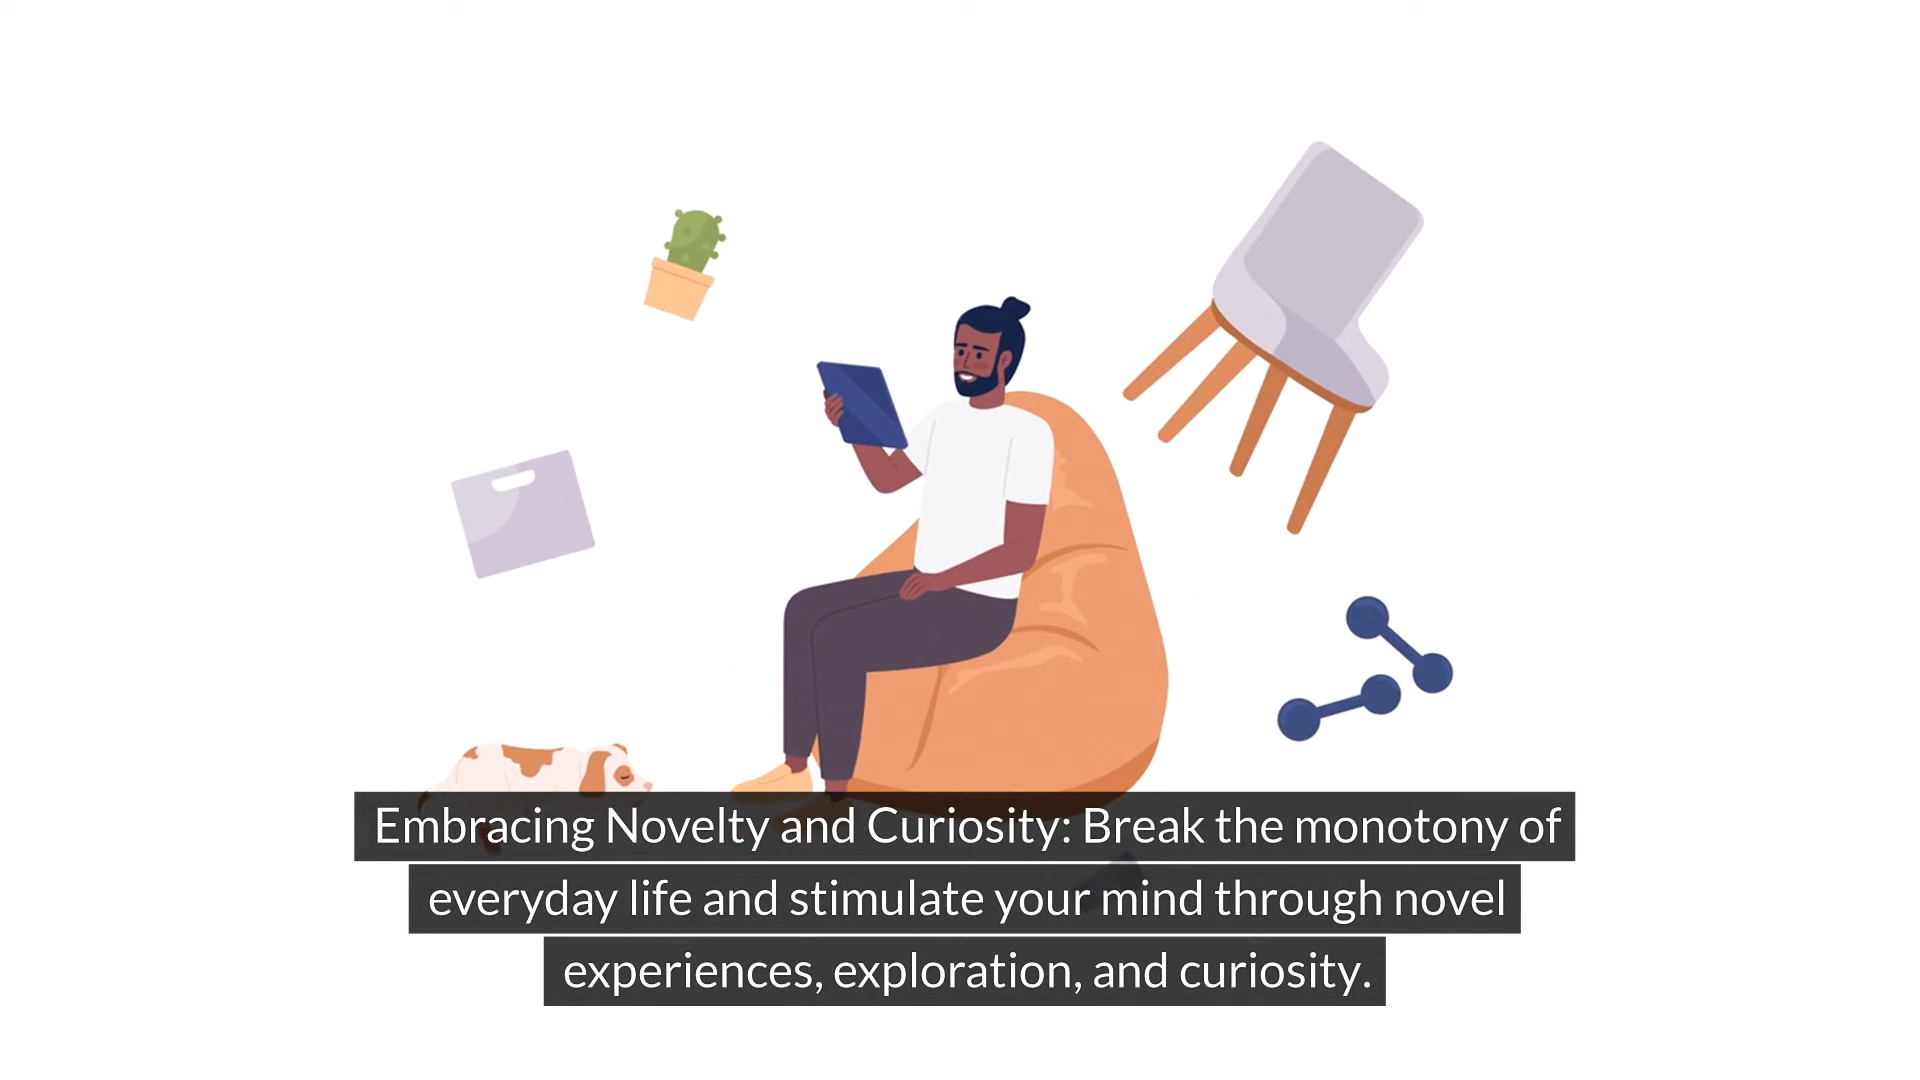 Embracing Novelty and Curiosity: Break the monotony of
everyday life and stimulate your mind through novel
experiences, exploration, and curiosity.